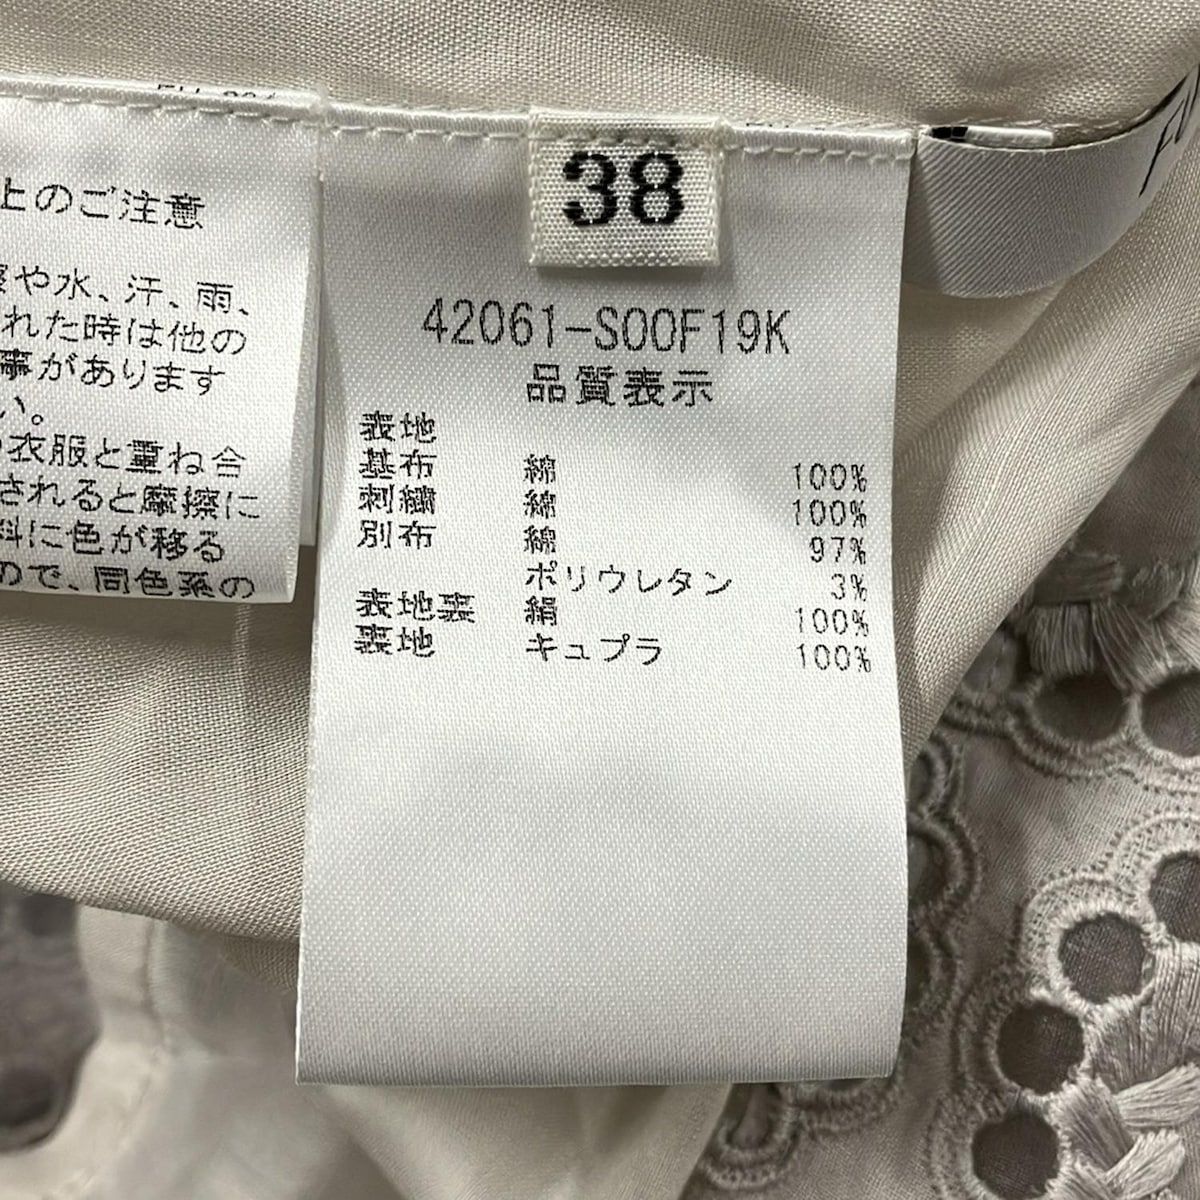 上のご注意
や水、汗、雨、
れた時は他の
事があります
い。
衣服と重ね合
されると摩擦に
料に色が移る
ので、同色系の
38
42061-S00F19K
品質表示
表地
基布 綿 100%
刺繍 綿 100%
別布 綿 97%
ポリウレタン 3%
表地裏 絹 100%
裏地 キュプラ 100%